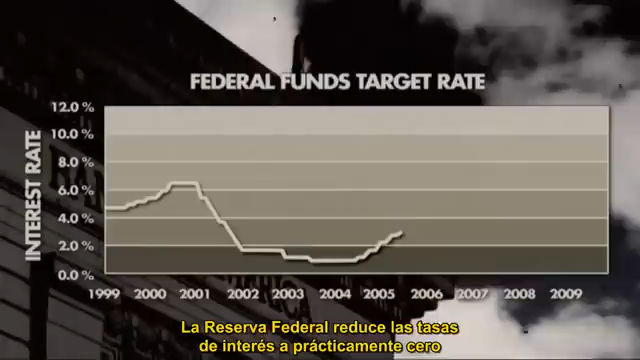 FEDERAL FUNDS TARGET RATE
INTEREST RATE
12.0 %
10.0 %
8.0 %
6.0 %
4.0 %
2.0 %
0.0 %
1999 2000 2001 2002 2003 2004 2005 2006 2007 2008 2009
La Reserva Federal reduce las tasas
de interés a prácticamente cero